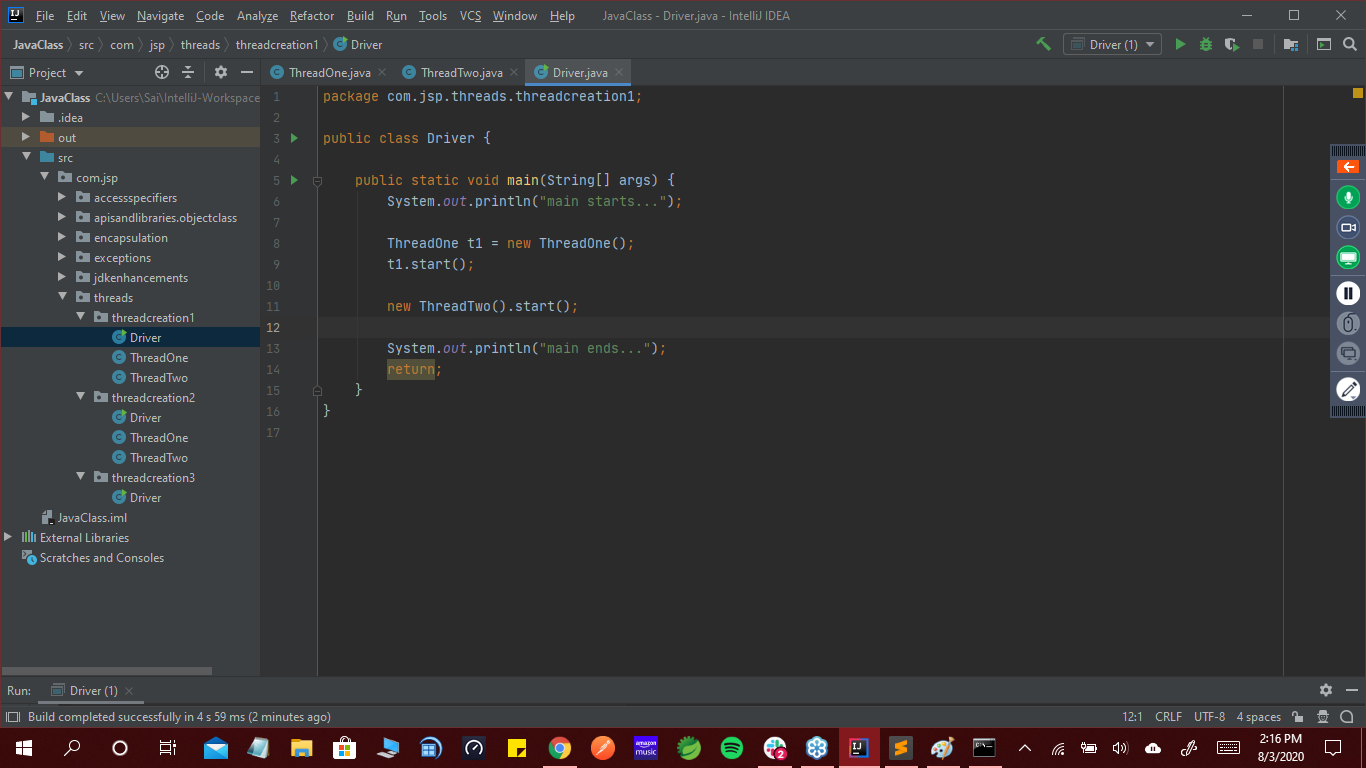 File Edit View Navigate Code Analyze Refactor Build Run Tools VCS Window Help JavaClass - Driver.java - IntelliJ IDEA
JavaClass src com jsp threads threadcreation1 Driver Driver (1)
Project ThreadOne.java ThreadTwo.java Driver.java
JavaClass C:\Users\Sai\IntelliJ-Workspace
.idea
out
src
com.jsp
accessspecifiers
apisandlibraries.objectclass
encapsulation
exceptions
jdkenhancements
threads
threadcreation1
Driver
ThreadOne
ThreadTwo
threadcreation2
Driver
ThreadOne
ThreadTwo
threadcreation3
Driver
JavaClass.iml
External Libraries
Scratches and Consoles
1 package com.jsp.threads.threadcreation1;
2
3 public class Driver {
4
5 public static void main(String[] args) {
6 System.out.println("main starts...");
7
8 ThreadOne t1 = new ThreadOne();
9 t1.start();
10
11 new ThreadTwo().start();
12
13 System.out.println("main ends...");
14 return;
15 }
16 }
17
Run: Driver (1)
Build completed successfully in 4 s 59 ms (2 minutes ago) 12:1 CRLF UTF-8 4 spaces
amazon music
2
IJ
2:16 PM
8/3/2020